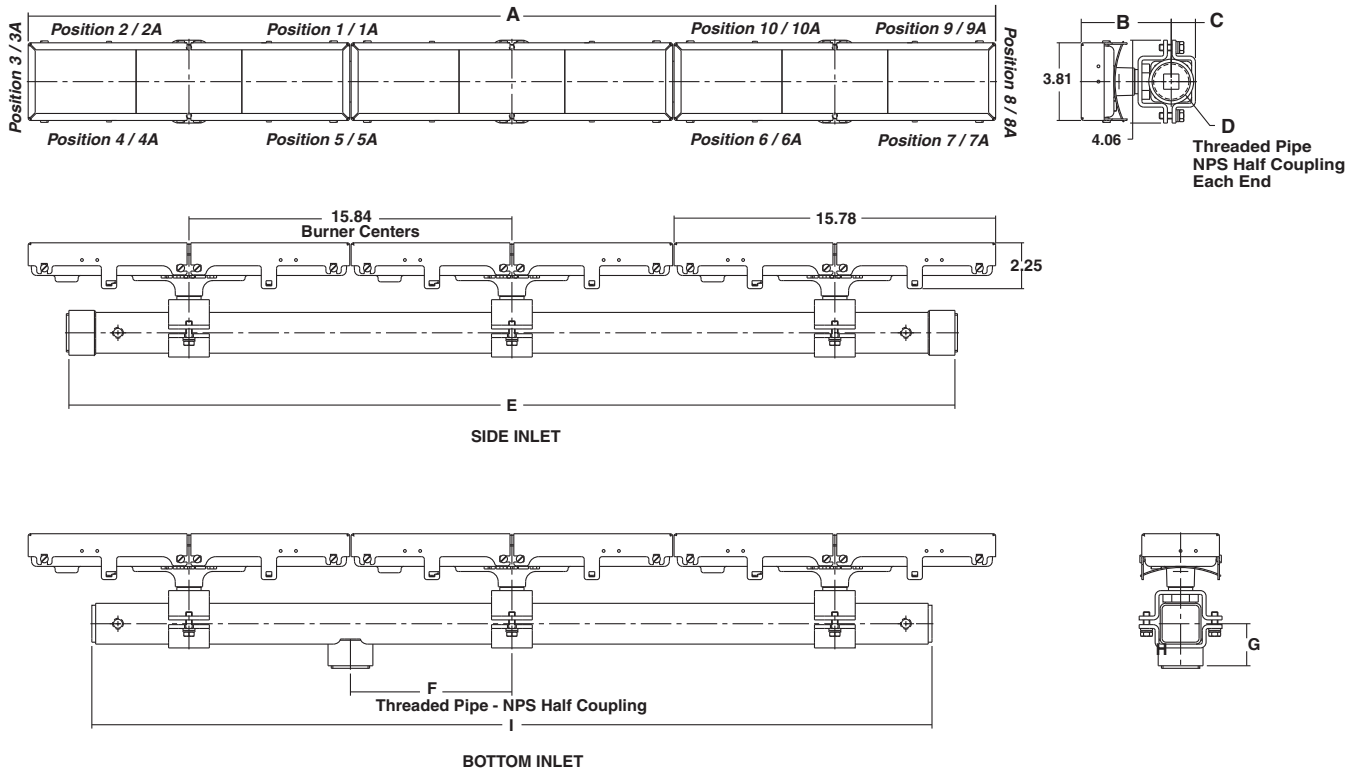 A
B
C
Position 2 / 2A
Position 1 / 1A
Position 10 / 10A
Position 9 / 9A
Position 3 / 3A
Position 8 / 8A
3.81
Position 4 / 4A
Position 5 / 5A
Position 6 / 6A
Position 7 / 7A
4.06
D
Threaded Pipe
NPS Half Coupling
Each End
15.84
Burner Centers
15.78
2.25
E
SIDE INLET
F
Threaded Pipe - NPS Half Coupling
I
H
G
BOTTOM INLET